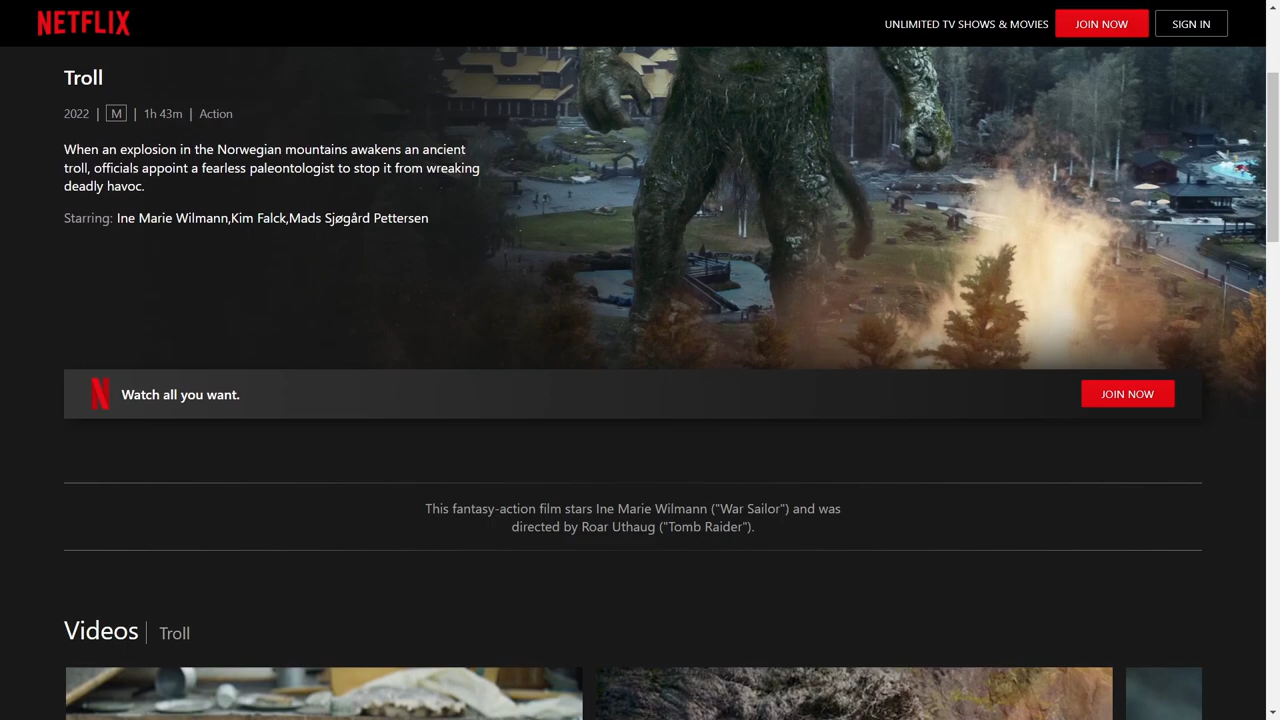 NETFLIX
UNLIMITED TV SHOWS & MOVIES
JOIN NOW
SIGN IN
Troll
2022 | M | 1h 43m | Action
When an explosion in the Norwegian mountains awakens an ancient
troll, officials appoint a fearless paleontologist to stop it from wreaking
deadly havoc.
Starring: Ine Marie Wilmann,Kim Falck,Mads Sjøgård Pettersen
N
Watch all you want.
JOIN NOW
This fantasy-action film stars Ine Marie Wilmann ("War Sailor") and was
directed by Roar Uthaug ("Tomb Raider").
Videos | Troll